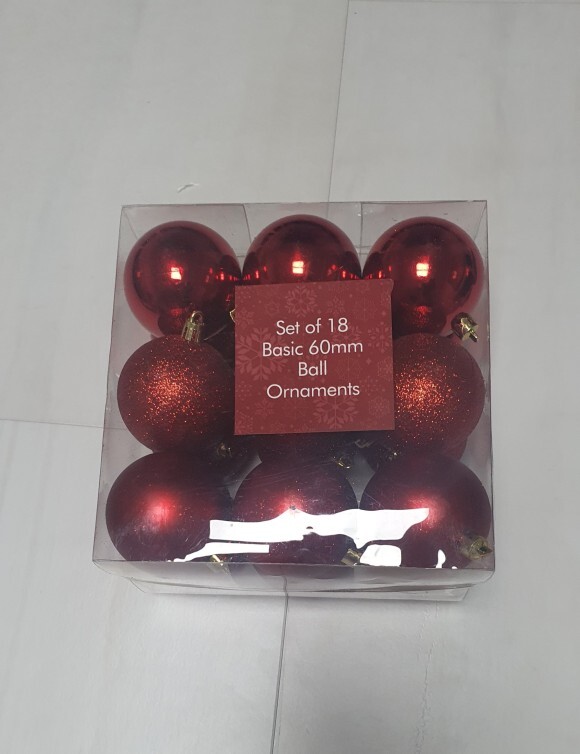 Set of 18
Basic 60mm
Ball
Ornaments